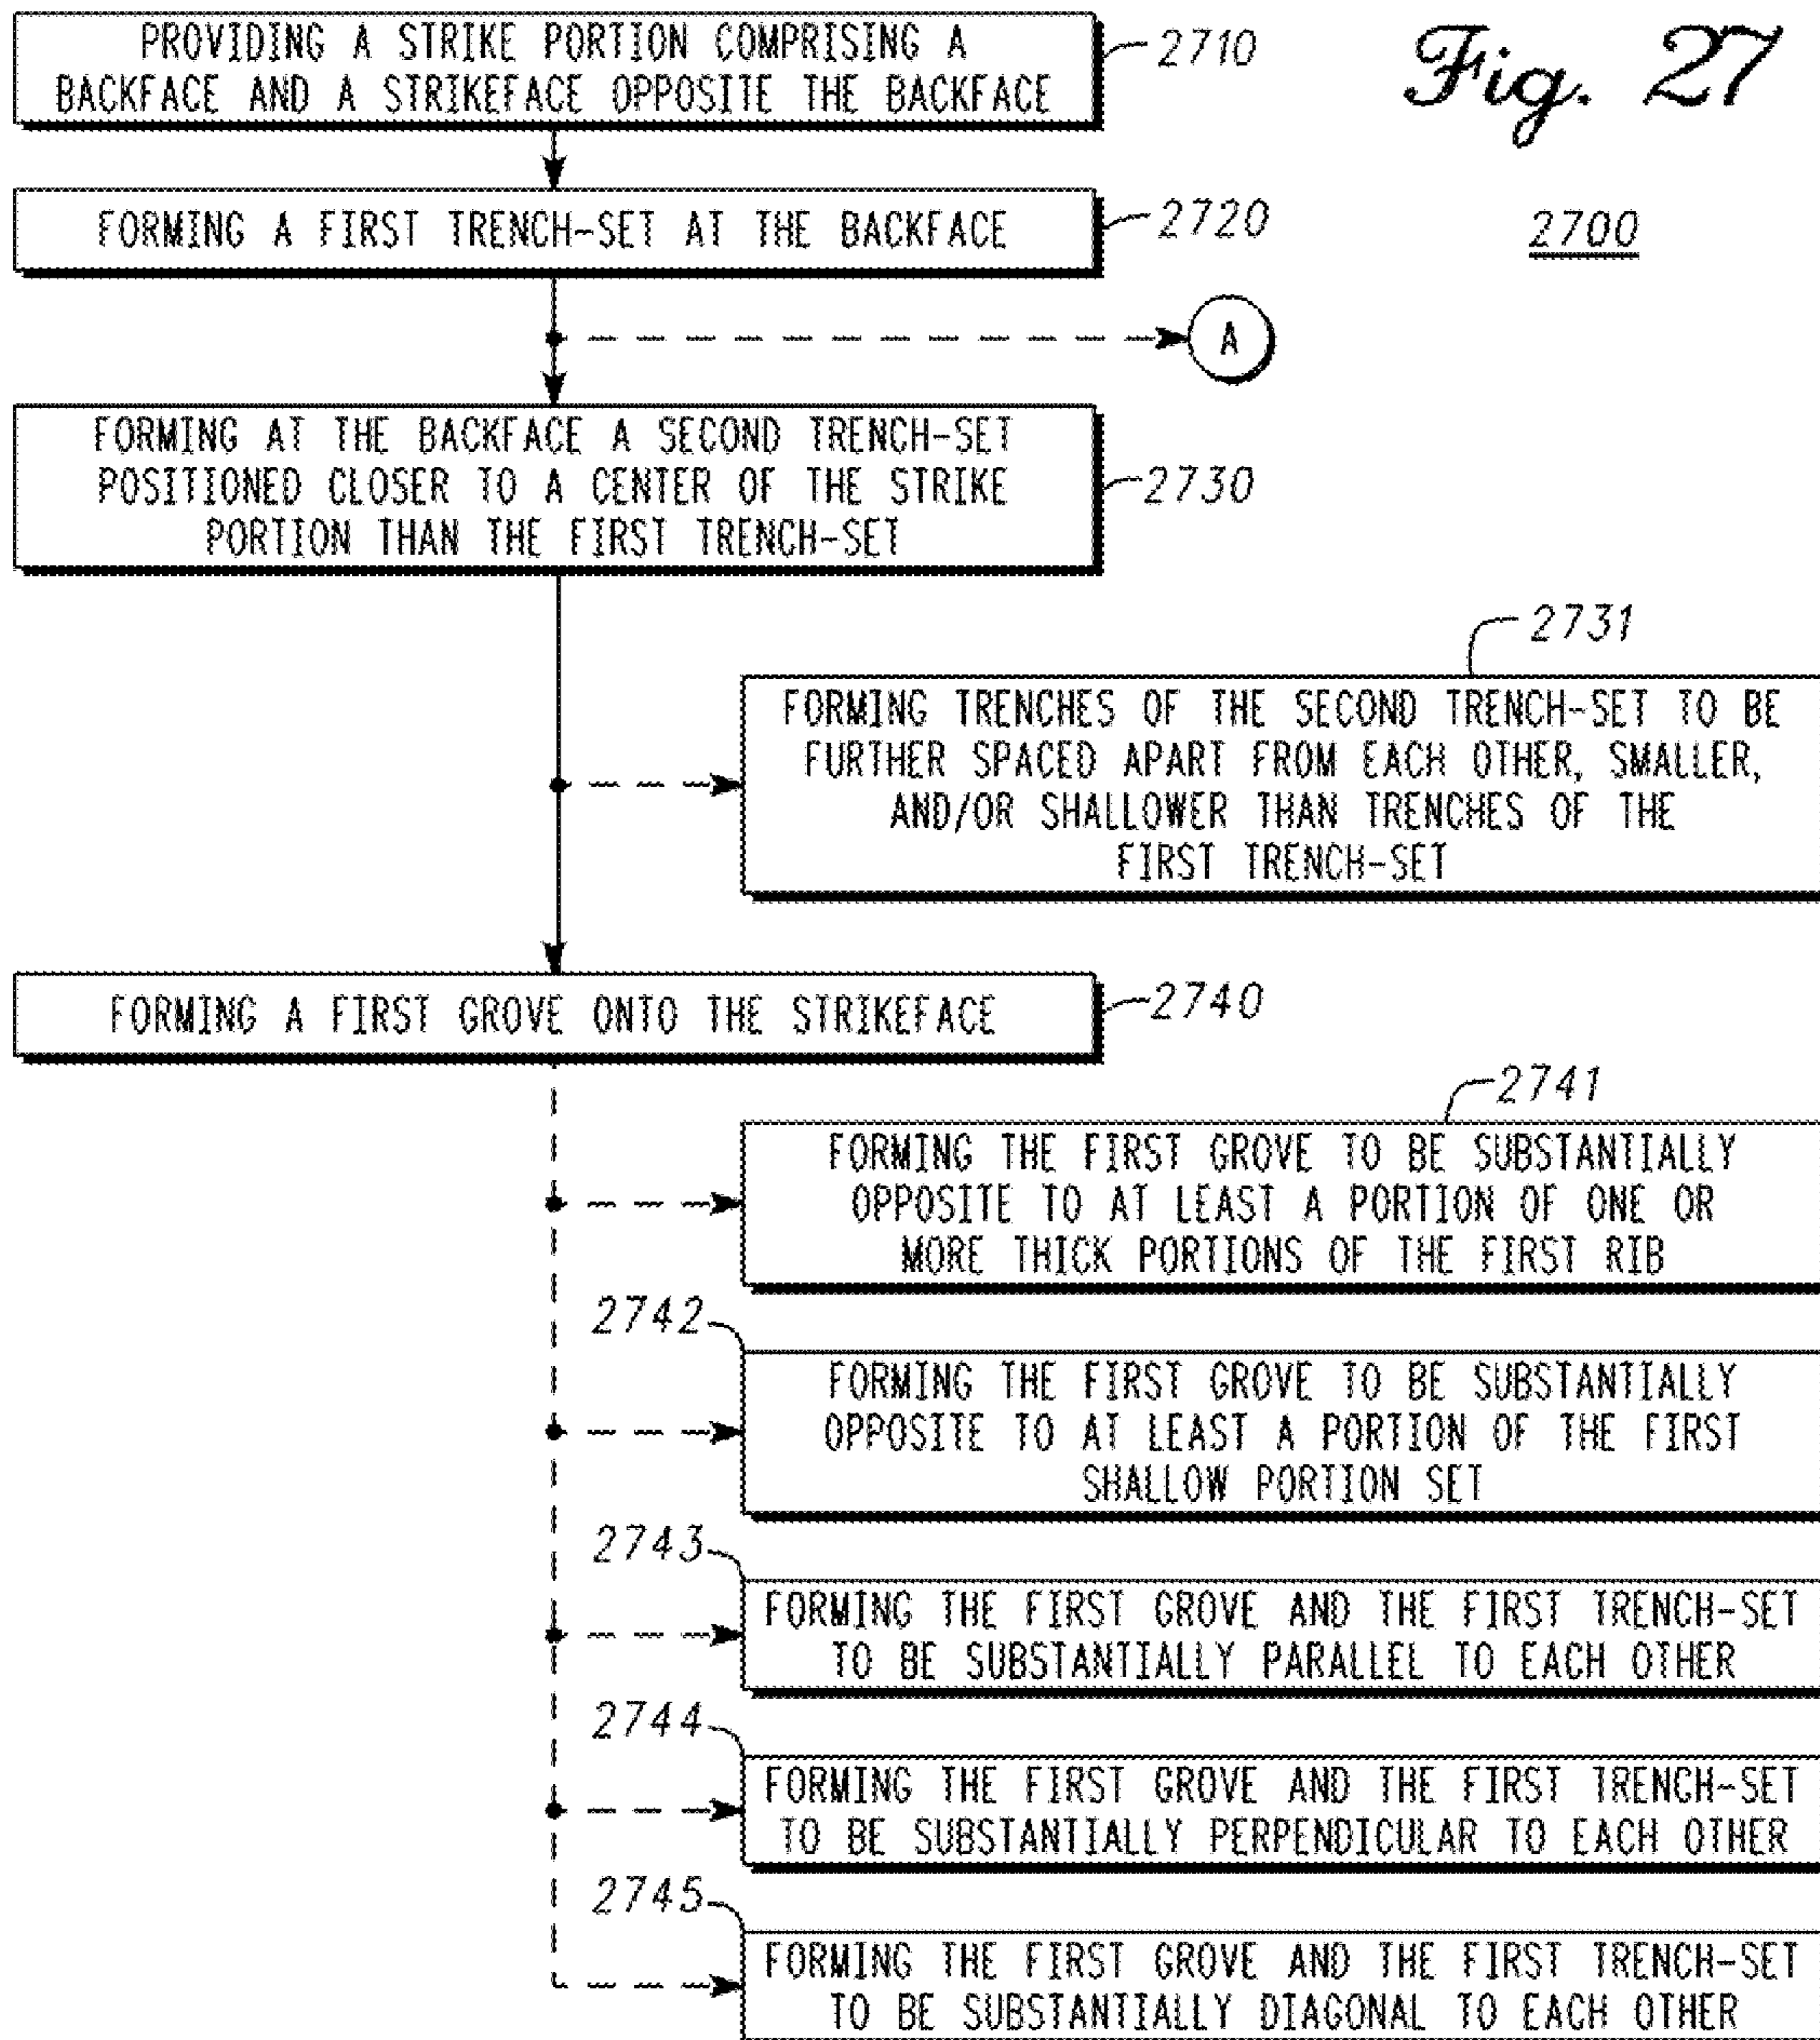 PROVIDING A STRIKE PORTION COMPRISING A
BACKFACE AND A STRIKEFACE OPPOSITE THE BACKFACE
2710
Fig. 27
FORMING A FIRST TRENCH-SET AT THE BACKFACE
2720
2700
A
FORMING AT THE BACKFACE A SECOND TRENCH-SET
POSITIONED CLOSER TO A CENTER OF THE STRIKE
PORTION THAN THE FIRST TRENCH-SET
2730
2731
FORMING TRENCHES OF THE SECOND TRENCH-SET TO BE
FURTHER SPACED APART FROM EACH OTHER, SMALLER,
AND/OR SHALLOWER THAN TRENCHES OF THE
FIRST TRENCH-SET
FORMING A FIRST GROVE ONTO THE STRIKEFACE
2740
2741
FORMING THE FIRST GROVE TO BE SUBSTANTIALLY
OPPOSITE TO AT LEAST A PORTION OF ONE OR
MORE THICK PORTIONS OF THE FIRST RIB
2742
FORMING THE FIRST GROVE TO BE SUBSTANTIALLY
OPPOSITE TO AT LEAST A PORTION OF THE FIRST
SHALLOW PORTION SET
2743
FORMING THE FIRST GROVE AND THE FIRST TRENCH-SET
TO BE SUBSTANTIALLY PARALLEL TO EACH OTHER
2744
FORMING THE FIRST GROVE AND THE FIRST TRENCH-SET
TO BE SUBSTANTIALLY PERPENDICULAR TO EACH OTHER
2745
FORMING THE FIRST GROVE AND THE FIRST TRENCH-SET
TO BE SUBSTANTIALLY DIAGONAL TO EACH OTHER